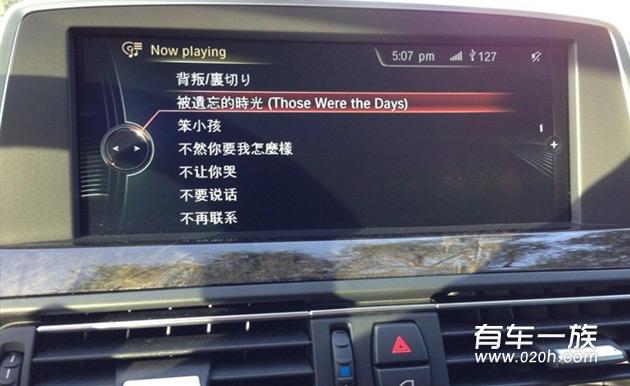 Now playing
5:07 pm 127
背叛/裏切り
被遺忘的時光 (Those Were the Days)
笨小孩
不然你要我怎麼樣
不让你哭
不要说话
不再联系
有车一族
www.020h.com